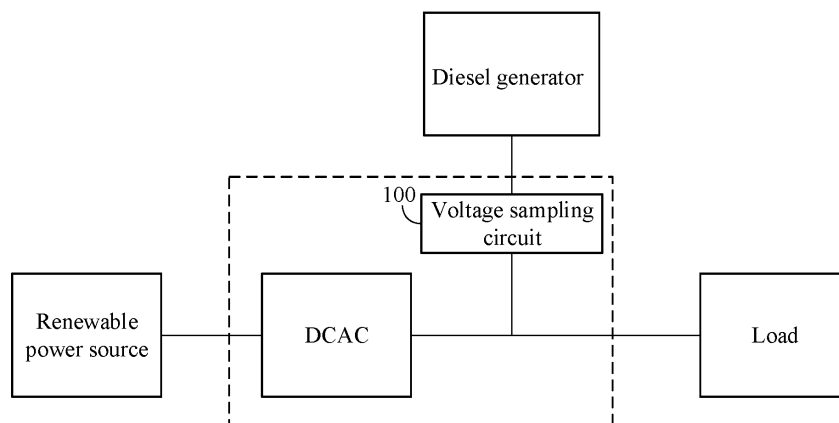 Diesel generator
100
Voltage sampling
circuit
Renewable
power source
DCAC
Load